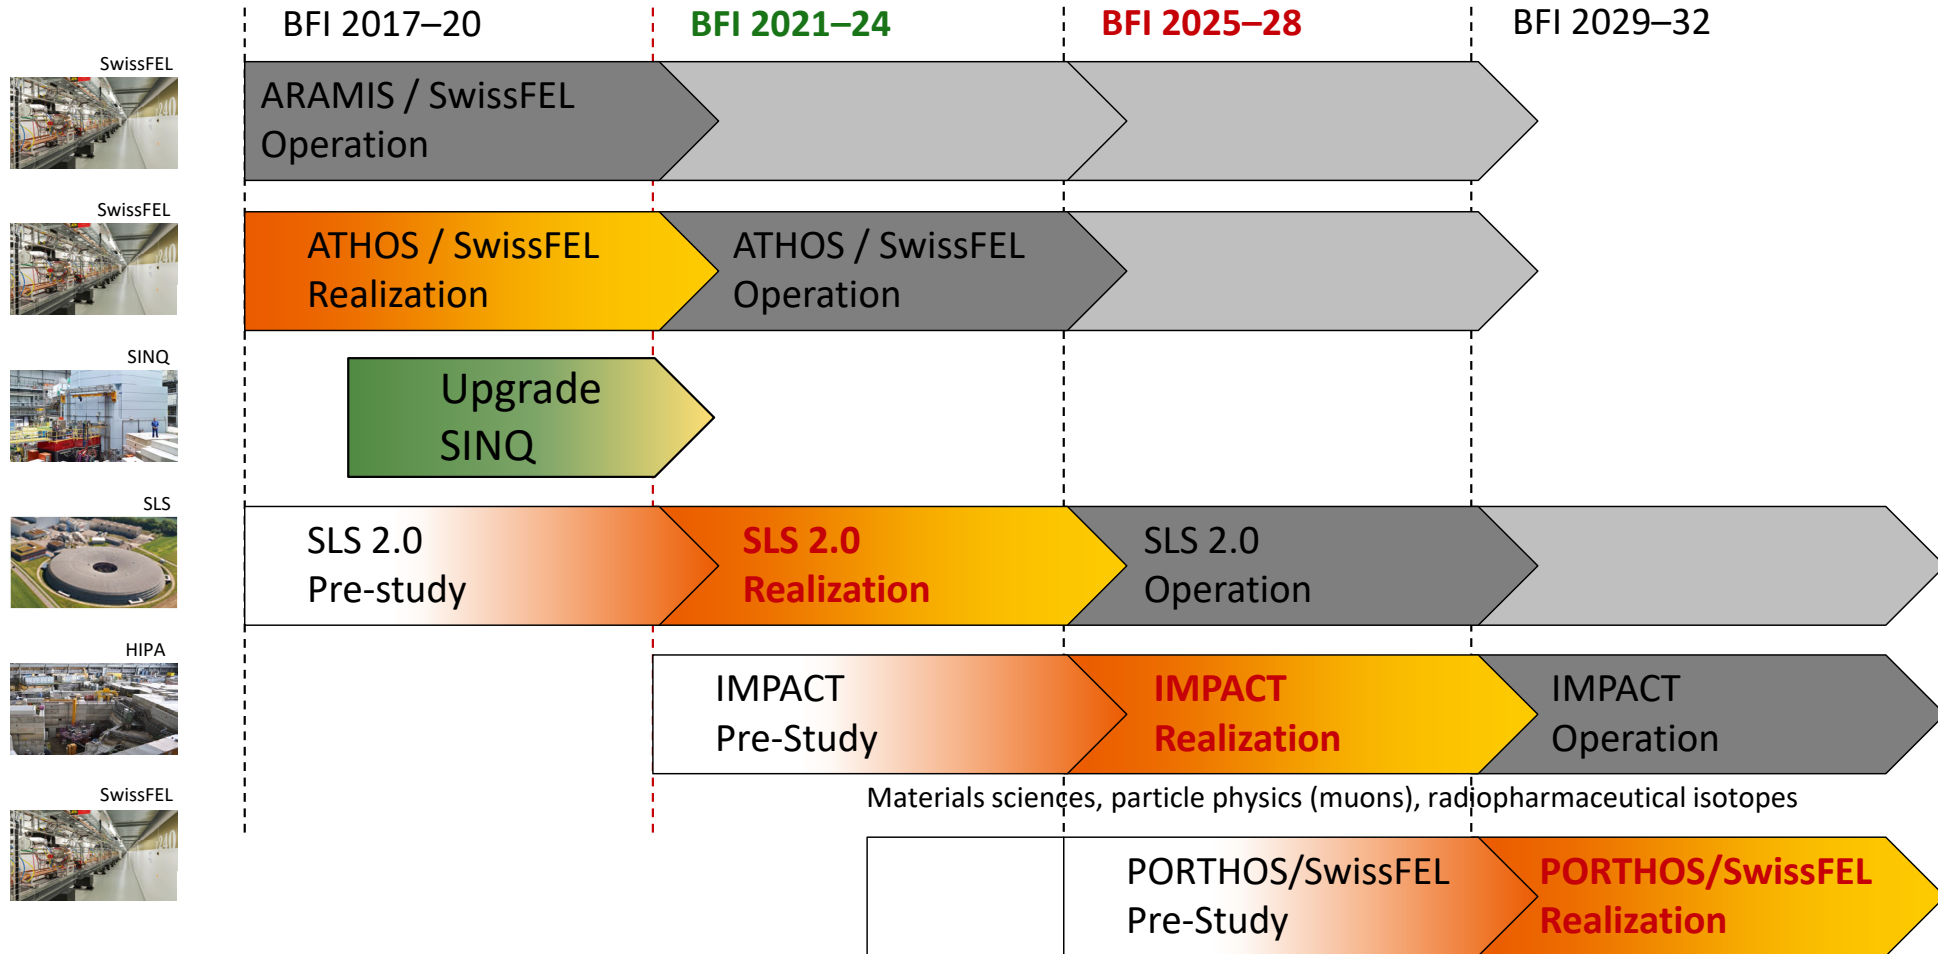 BFI 2017–20
BFI 2021–24
BFI 2025–28
BFI 2029–32
SwissFEL
ARAMIS / SwissFEL
Operation
SwissFEL
ATHOS / SwissFEL
Realization
ATHOS / SwissFEL
Operation
SINQ
Upgrade
SINQ
SLS
SLS 2.0
Pre-study
SLS 2.0
Realization
SLS 2.0
Operation
HIPA
IMPACT
Pre-Study
IMPACT
Realization
IMPACT
Operation
Materials sciences, particle physics (muons), radiopharmaceutical isotopes
SwissFEL
PORTHOS/SwissFEL
Pre-Study
PORTHOS/SwissFEL
Realization